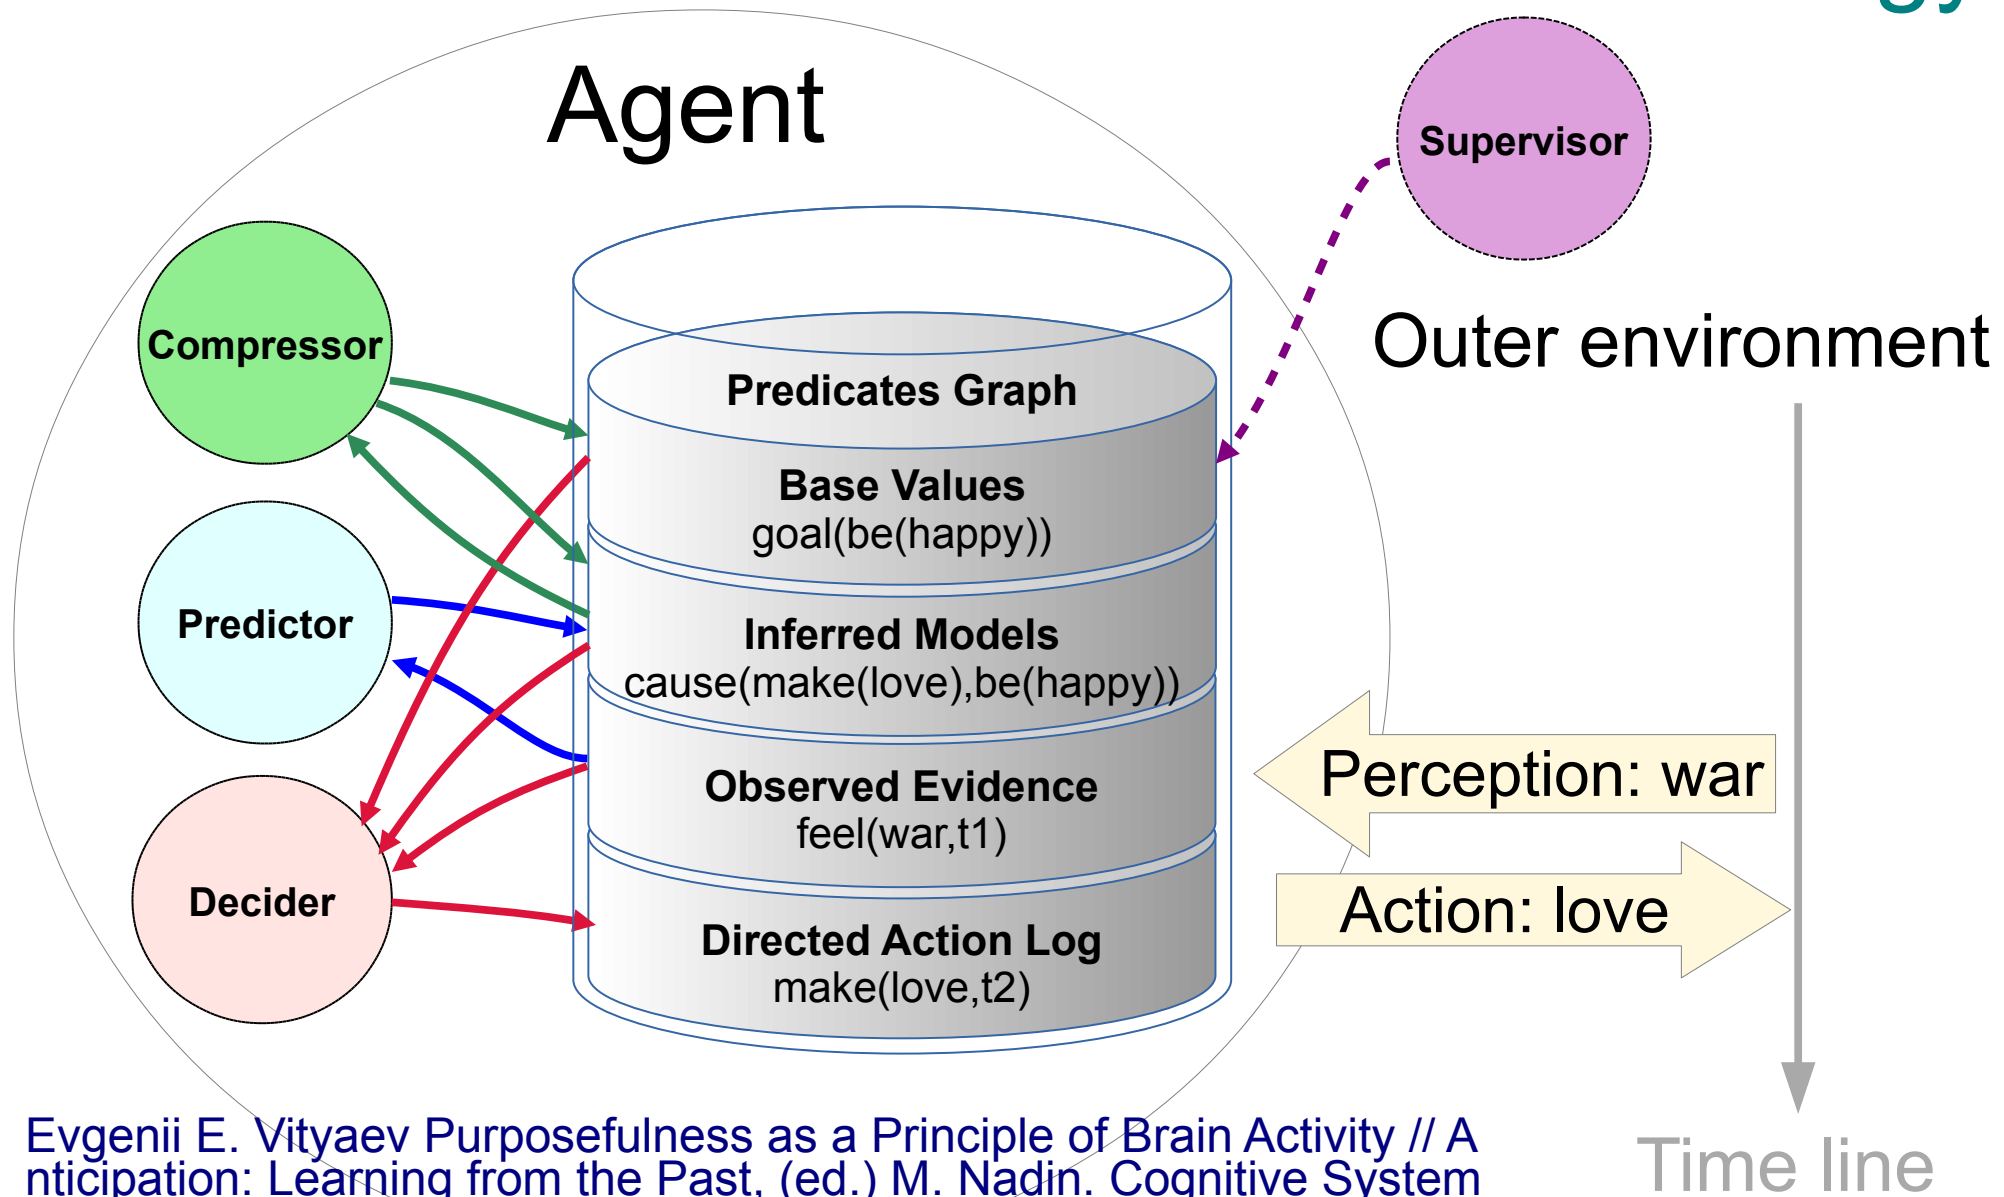 gy
Agent
Supervisor
Compressor
Outer environment
Predicates Graph
Base Values
goal(be(happy))
Predictor
Inferred Models
cause(make(love),be(happy))
Perception: war
Observed Evidence
feel(war,t1)
Decider
Action: love
Directed Action Log
make(love,t2)
Evgenii E. Vityaev Purposefulness as a Principle of Brain Activity // A
nticipation: Learning from the Past, (ed.) M. Nadin. Cognitive System
Time line